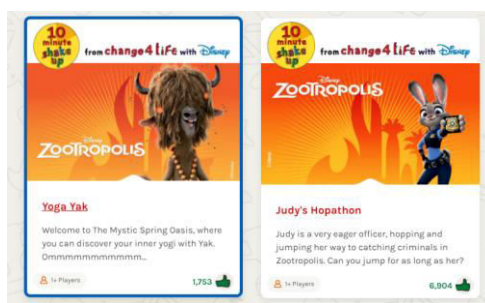 10
minute
shake
up
from change4Life with Disney
Disney
ZOOTROPOLIS
Yoga Yak
Welcome to The Mystic Spring Oasis, where
you can discover your inner yogi with Yak.
Ommmmmmmmmmm...
1+ Players
1,753
10
minute
shake
up
from change4Life with Disney
Disney
ZOOTROPOLIS
Judy's Hopathon
Judy is a very eager officer, hopping and
jumping her way to catching criminals in
Zootropolis. Can you jump for as long as her?
1+ Players
6,904